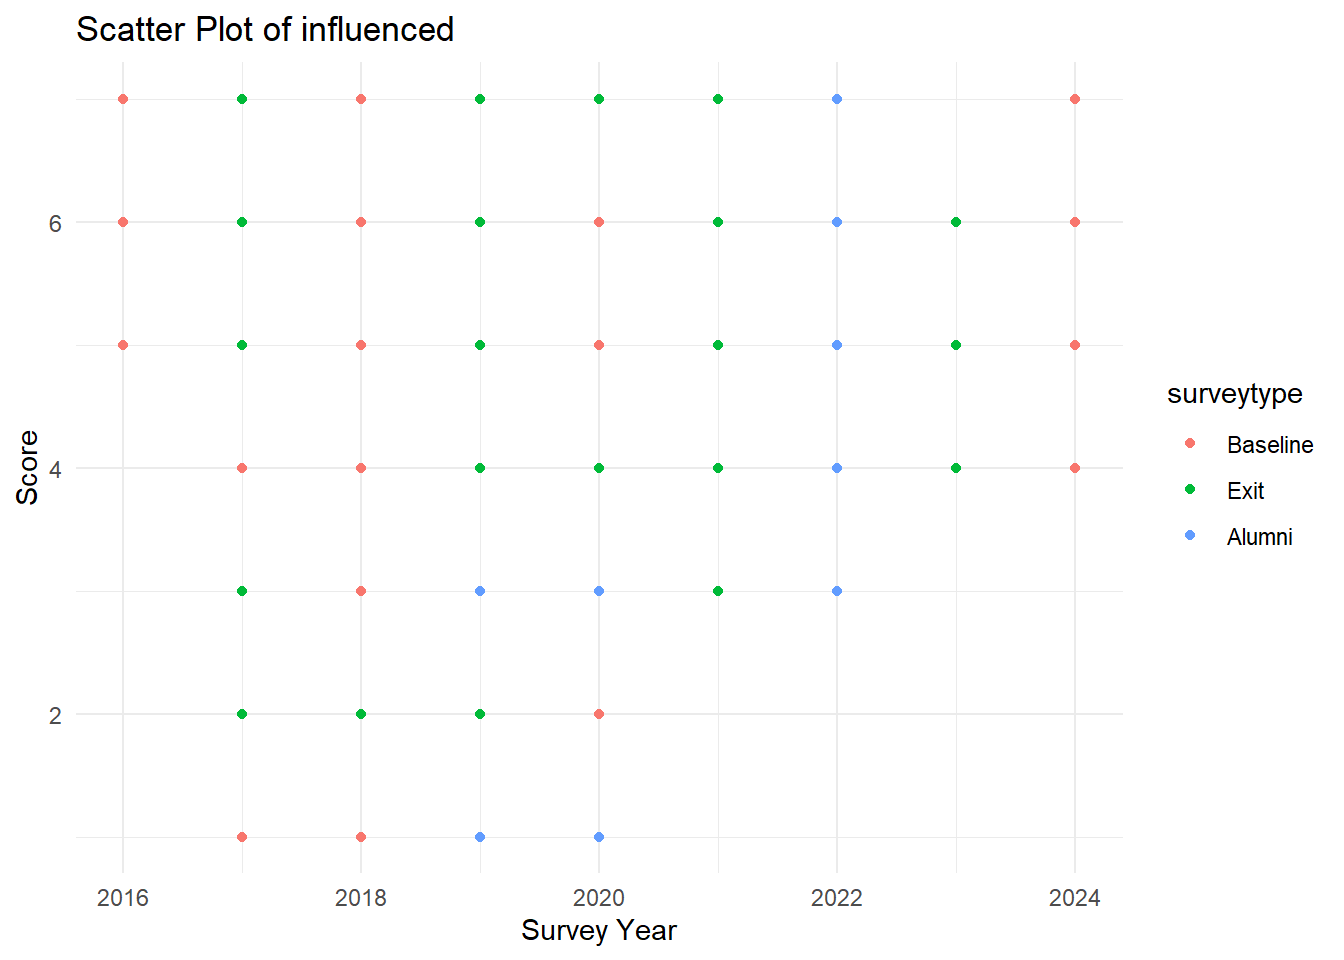 Scatter Plot of influenced
Score
6
4
2
2016 2018 2020 2022 2024
Survey Year
surveytype
Baseline
Exit
Alumni